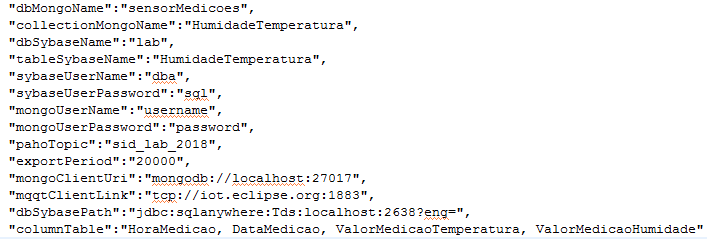 "dbMongoName":"sensorMedicoes",
"collectionMongoName":"HumidadeTemperatura",
"dbSybaseName":"lab",
"tableSybaseName":"HumidadeTemperatura",
"sybaseUserName":"dba",
"sybaseUserPassword":"sql",
"mongoUserName":"username",
"mongoUserPassword":"password",
"pahoTopic":"sid_lab_2018",
"exportPeriod":"20000",
"mongoClientUri":"mongodb://localhost:27017",
"mqqtClientLink":"tcp://iot.eclipse.org:1883",
"dbSybasePath":"jdbc:sqlanywhere:Tds:localhost:2638?eng=",
"columnTable":"HoraMedicao, DataMedicao, ValorMedicaoTemperatura, ValorMedicaoHumidade"